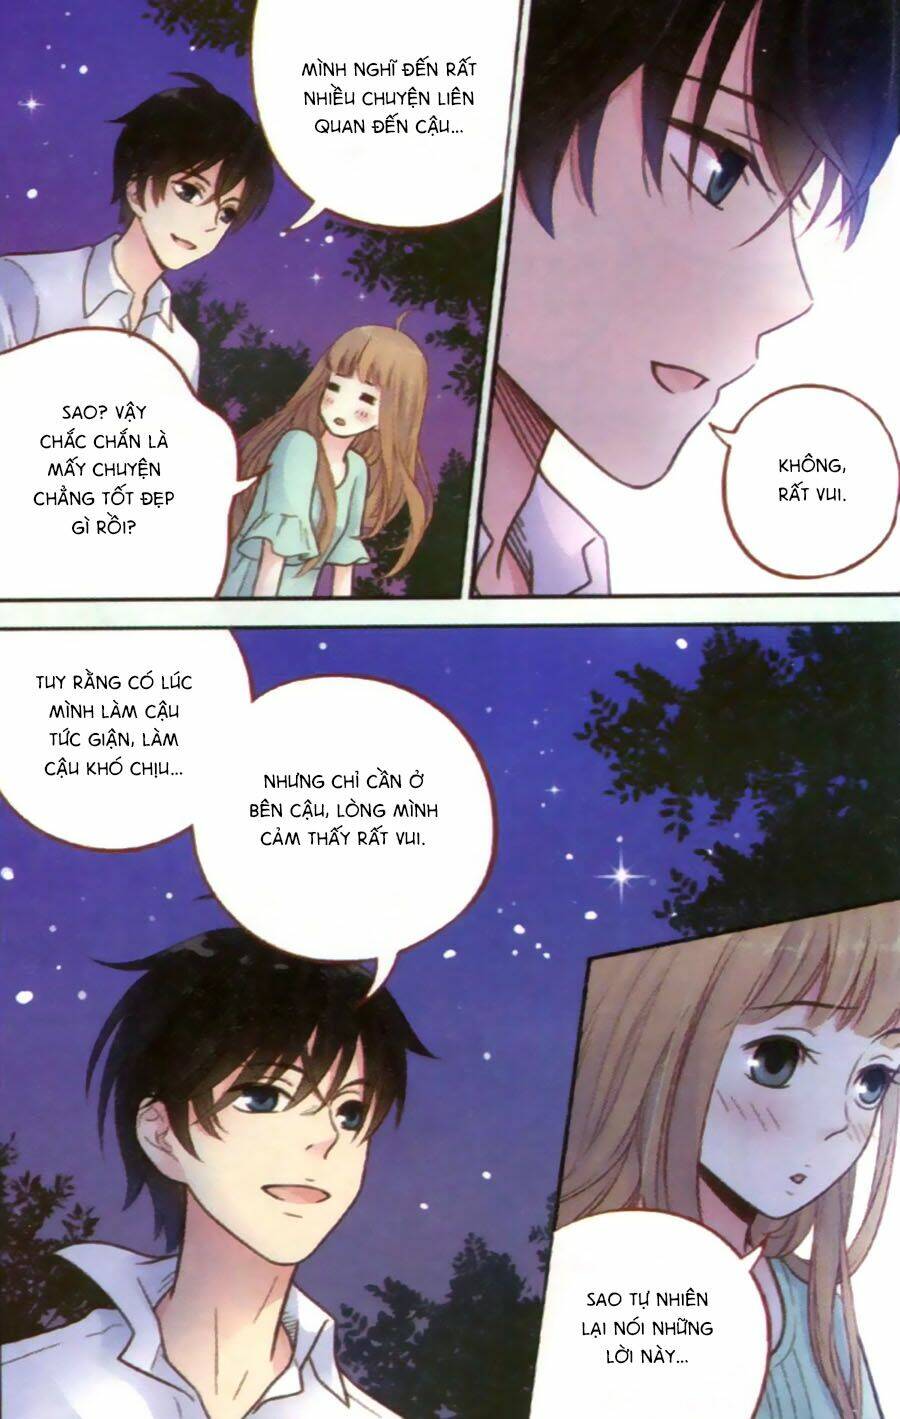 MÌNH NGHĨ ĐẾN RẤT
NHIỀU CHUYỆN LIÊN
QUAN ĐẾN CẬU...
SAO? VẬY
CHẮC CHẮN LÀ
MẤY CHUYỆN
CHẲNG TỐT ĐẸP
GÌ RỒI?
KHÔNG,
RẤT VUI.
TUY RẰNG CÓ LÚC
MÌNH LÀM CẬU
TỨC GIẬN, LÀM
CẬU KHÓ CHỊU...
NHƯNG CHỈ CẦN Ở
BÊN CẬU, LÒNG MÌNH
CẢM THẤY RẤT VUI.
SAO TỰ NHIÊN
LẠI NÓI NHỮNG
LỜI NÀY...